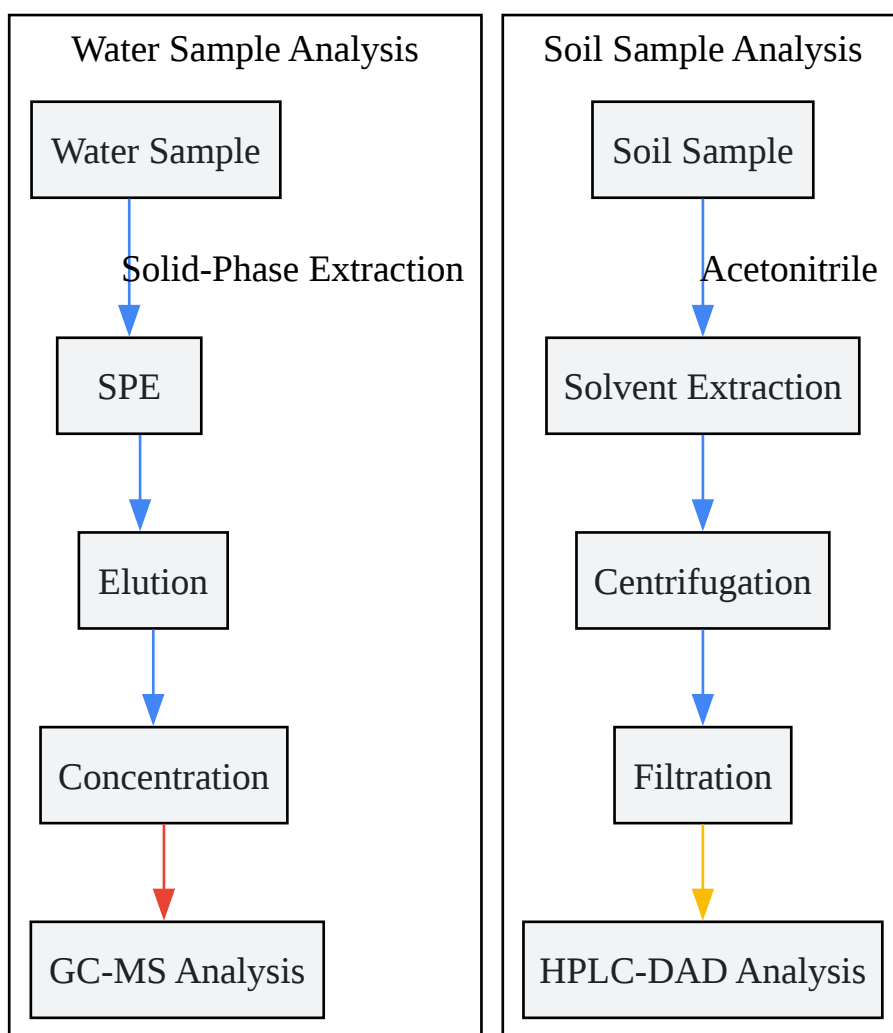 Water Sample Analysis
Water Sample
Solid-Phase Extraction
SPE
Elution
Concentration
GC-MS Analysis
Soil Sample Analysis
Soil Sample
Acetonitrile
Solvent Extraction
Centrifugation
Filtration
HPLC-DAD Analysis